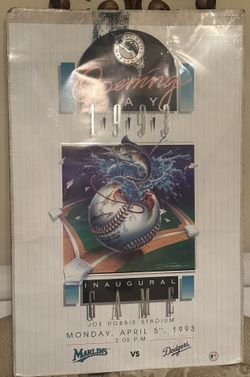 Opening
DAY
1993
INAUGURAL
GAME
JOE ROBBIE STADIUM
MONDAY, APRIL 5TH, 1993
2:05 P.M.
MARLINS VS Dodgers